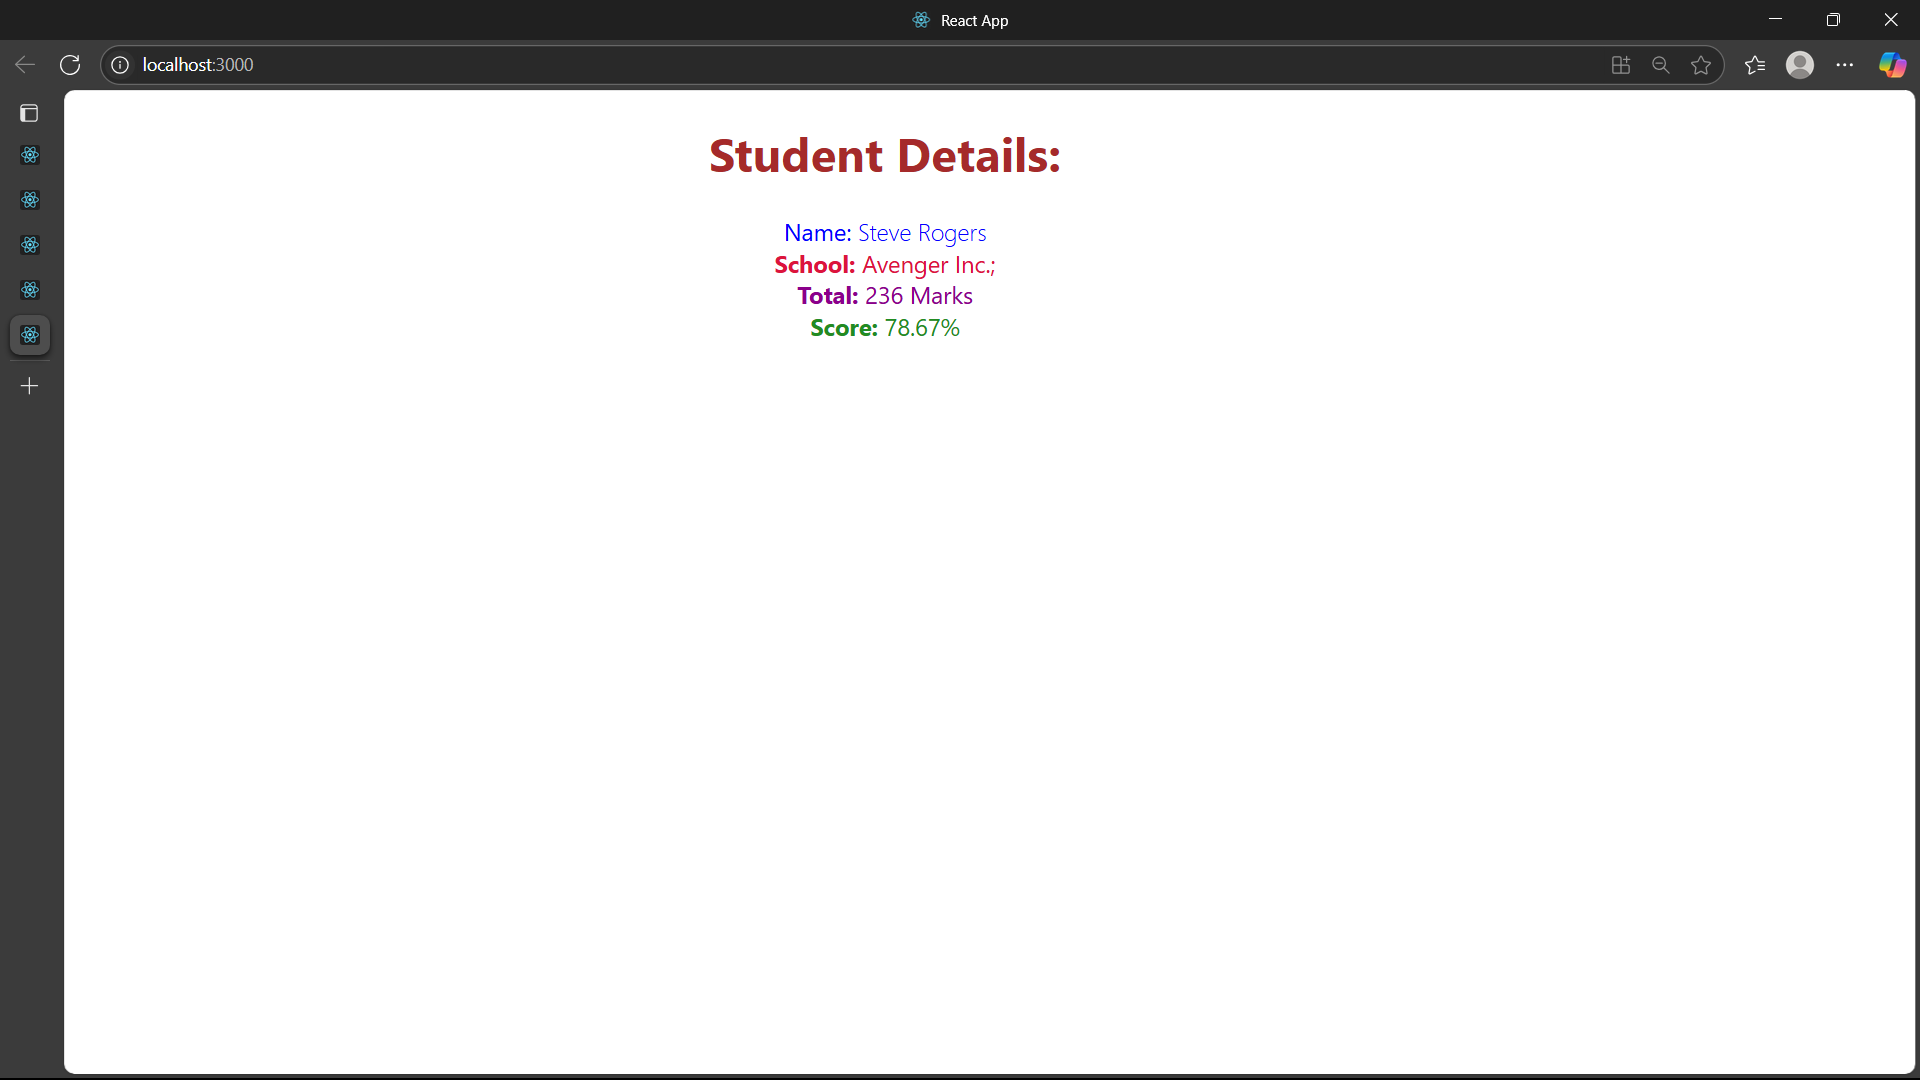 React App
localhost:3000
Student Details:
Name: Steve Rogers
School: Avenger Inc.;
Total: 236 Marks
Score: 78.67%